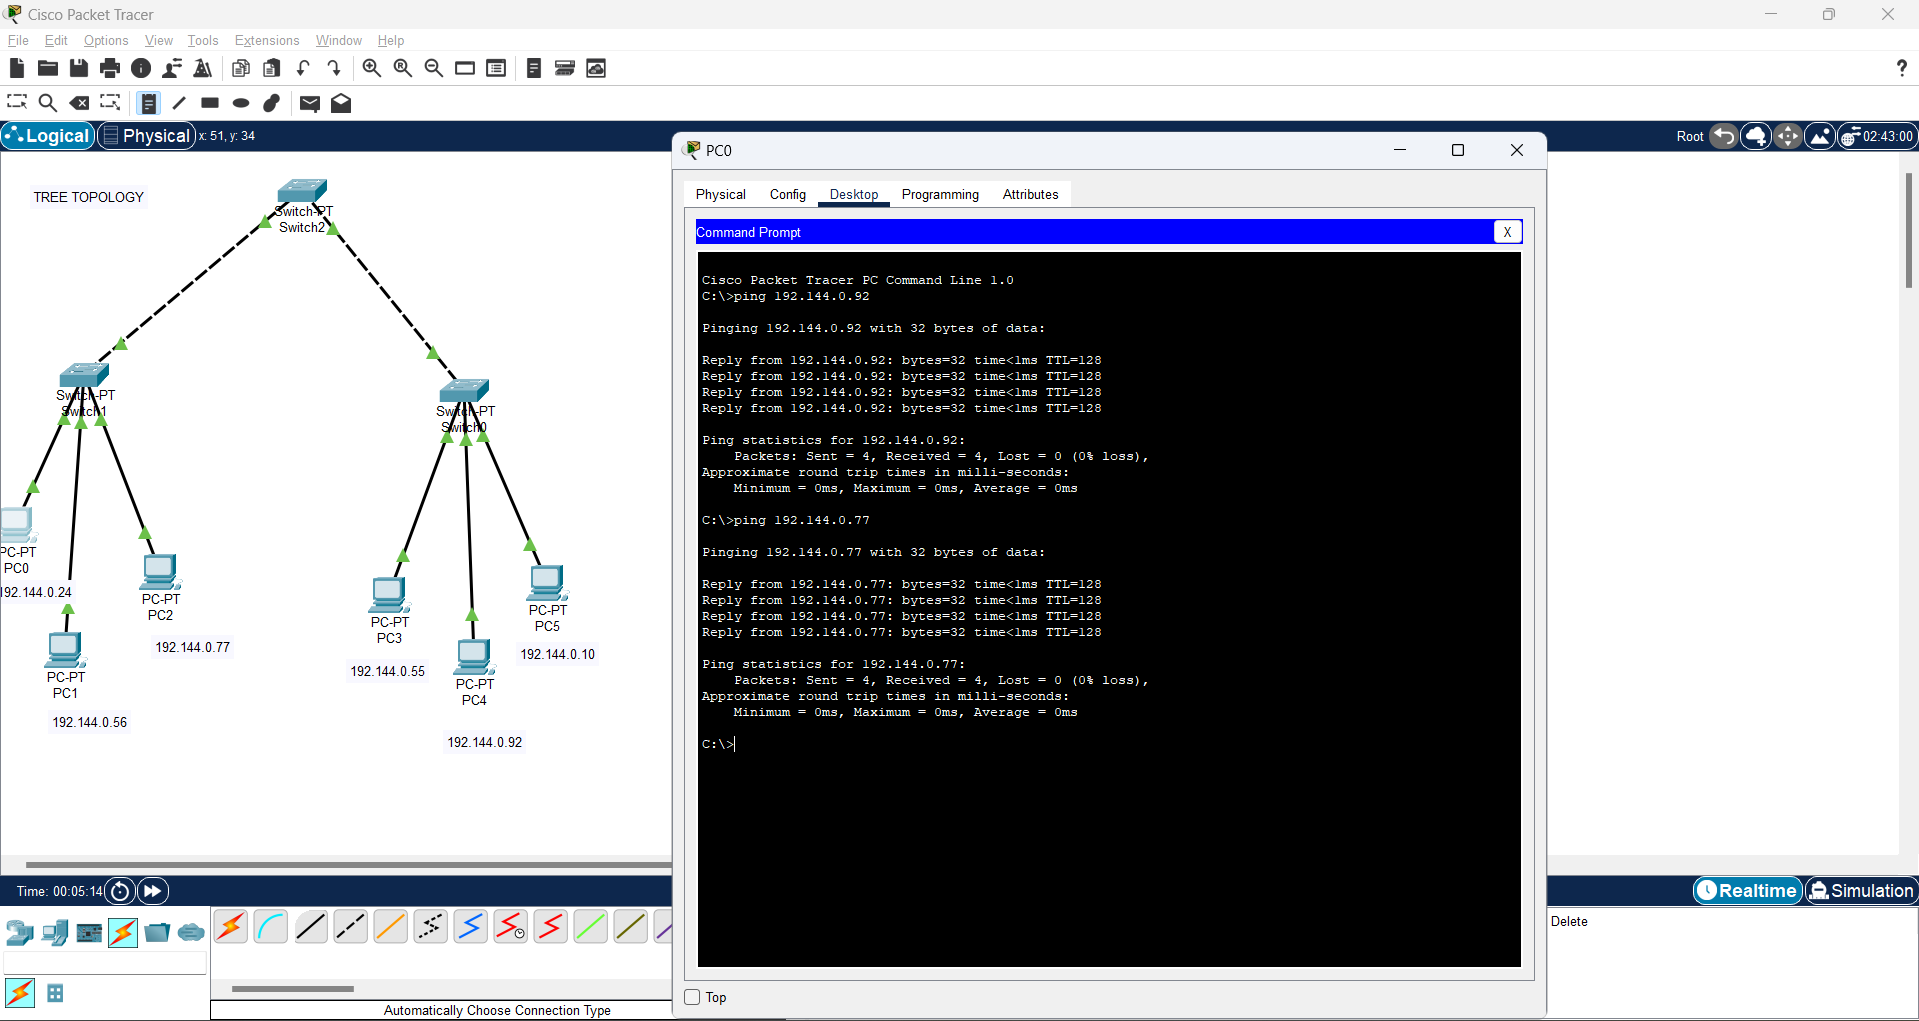 Cisco Packet Tracer
File Edit Options View Tools Extensions Window Help
?
Logical Physical x: 51, y: 34
Root 02:43:00
TREE TOPOLOGY
Switch-PT
Switch2
Switch-PT
Switch1
Switch-PT
Switch0
PC-PT
PC0
192.144.0.24
PC-PT
PC2
192.144.0.77
PC-PT
PC1
192.144.0.56
PC-PT
PC3
192.144.0.55
PC-PT
PC4
192.144.0.92
PC-PT
PC5
192.144.0.10
PC0
Physical Config Desktop Programming Attributes
Command Prompt X
Cisco Packet Tracer PC Command Line 1.0
C:\>ping 192.144.0.92
Pinging 192.144.0.92 with 32 bytes of data:
Reply from 192.144.0.92: bytes=32 time<1ms TTL=128
Reply from 192.144.0.92: bytes=32 time<1ms TTL=128
Reply from 192.144.0.92: bytes=32 time<1ms TTL=128
Reply from 192.144.0.92: bytes=32 time<1ms TTL=128
Ping statistics for 192.144.0.92:
Packets: Sent = 4, Received = 4, Lost = 0 (0% loss),
Approximate round trip times in milli-seconds:
Minimum = 0ms, Maximum = 0ms, Average = 0ms
C:\>ping 192.144.0.77
Pinging 192.144.0.77 with 32 bytes of data:
Reply from 192.144.0.77: bytes=32 time<1ms TTL=128
Reply from 192.144.0.77: bytes=32 time<1ms TTL=128
Reply from 192.144.0.77: bytes=32 time<1ms TTL=128
Reply from 192.144.0.77: bytes=32 time<1ms TTL=128
Ping statistics for 192.144.0.77:
Packets: Sent = 4, Received = 4, Lost = 0 (0% loss),
Approximate round trip times in milli-seconds:
Minimum = 0ms, Maximum = 0ms, Average = 0ms
C:\>
Top
Time: 00:05:14
Realtime Simulation
Delete
Automatically Choose Connection Type